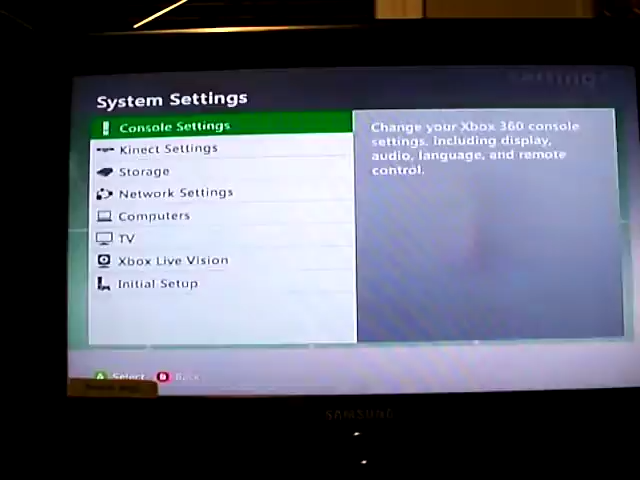 Settings
System Settings
Console Settings
Kinect Settings
Storage
Network Settings
Computers
TV
Xbox Live Vision
Initial Setup
Change your Xbox 360 console
settings, including display,
audio, language, and remote
control.
A Select B Back
SAMSUNG